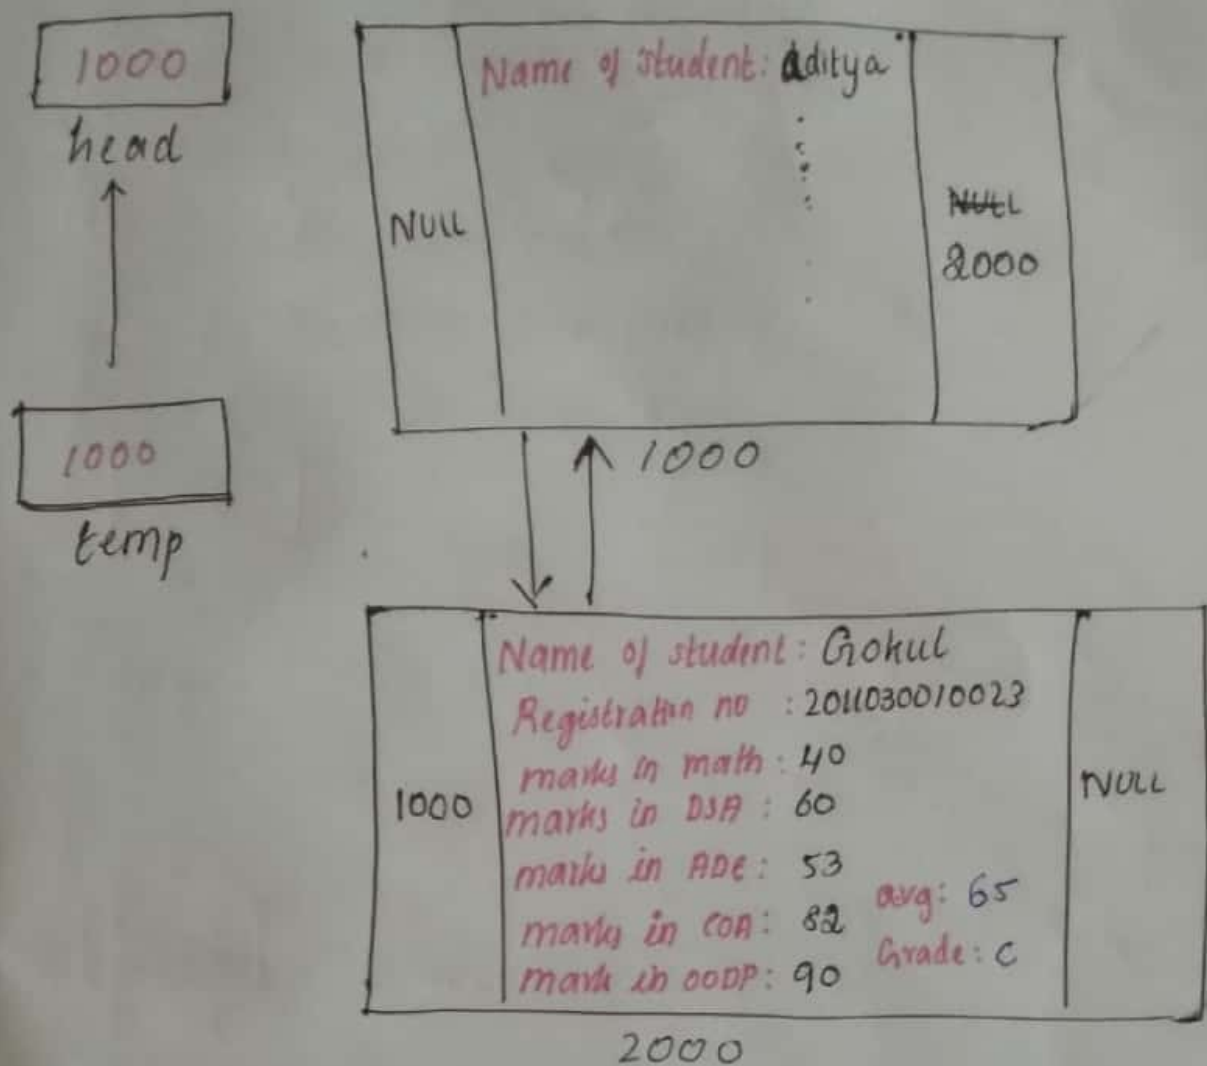 1000
head
1000
temp
Name of student: Aditya
NULL
NULL
2000
1000
Name of student: Gokul
Registration no : 2011030010023
1000
marks in math: 40
marks in DSA : 60
marks in ADE: 53
marks in COA: 82
mark in OODP: 90
avg: 65
Grade: C
NULL
2000